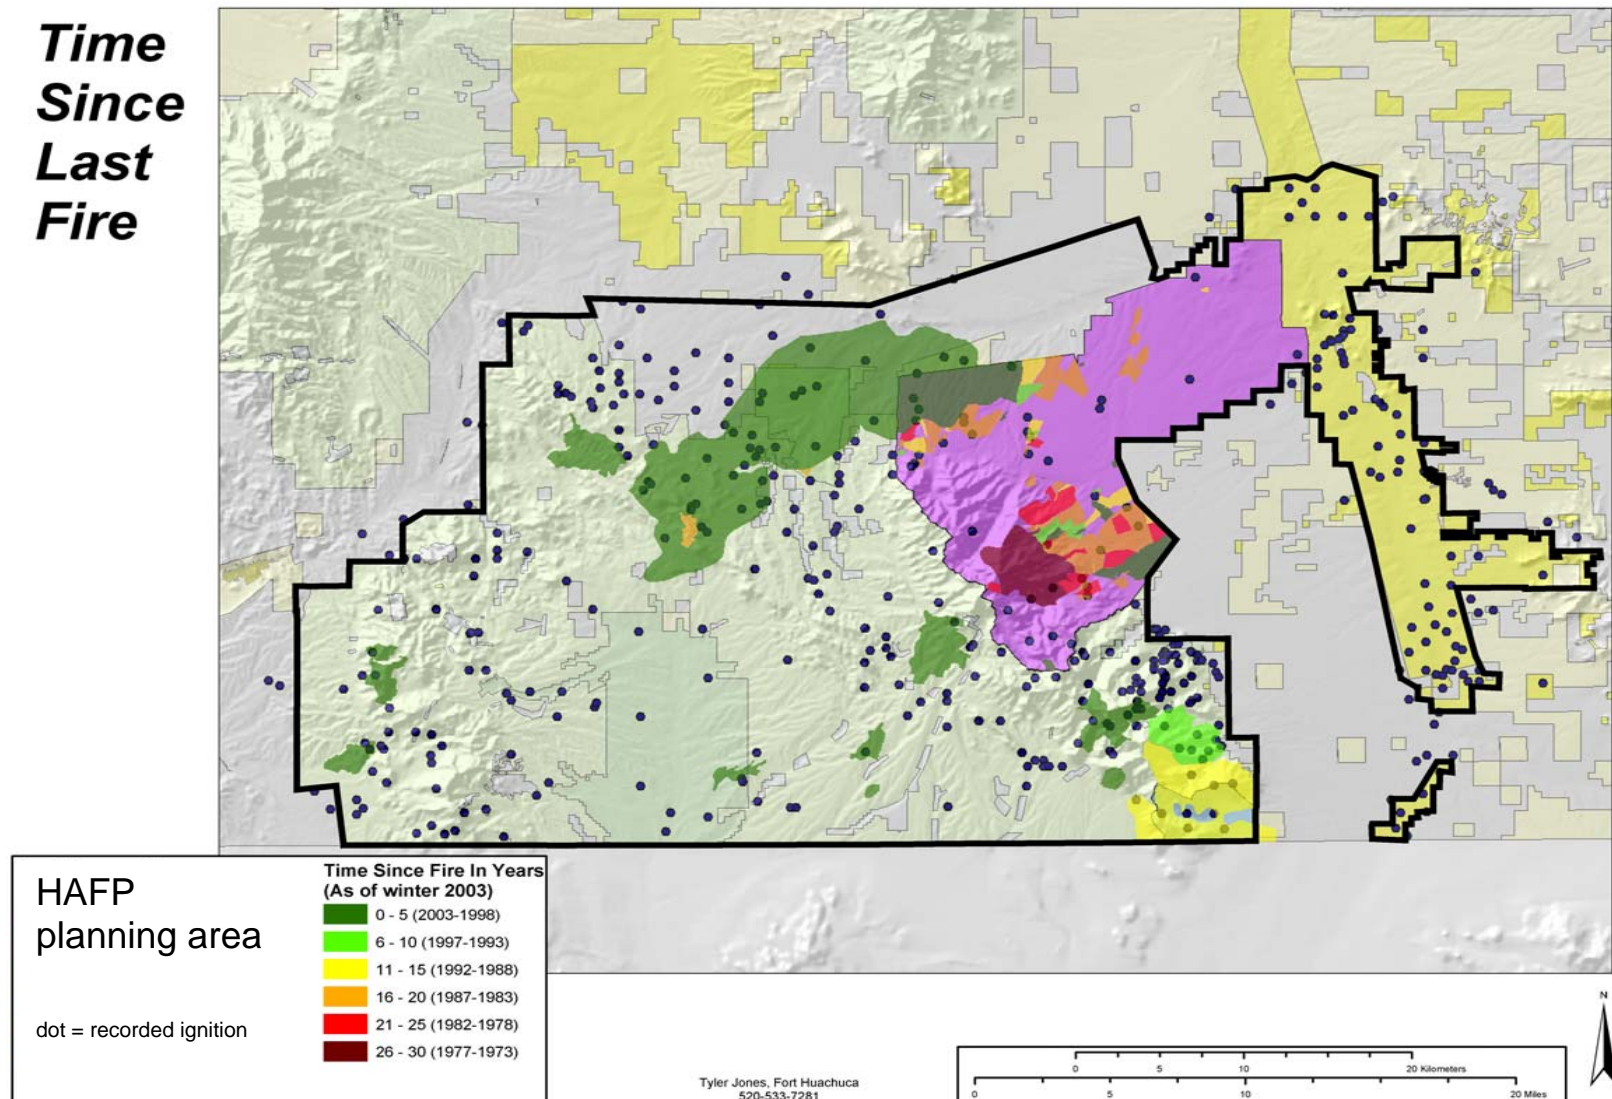 Time
Since
Last
Fire
HAFP
planning area
dot = recorded ignition
Time Since Fire In Years
(As of winter 2003)
0 - 5 (2003-1998)
6 - 10 (1997-1993)
11 - 15 (1992-1988)
16 - 20 (1987-1983)
21 - 25 (1982-1978)
26 - 30 (1977-1973)
Tyler Jones, Fort Huachuca
520-533-7281
N
0 5 10 20 Kilometers
0 5 10 20 Miles